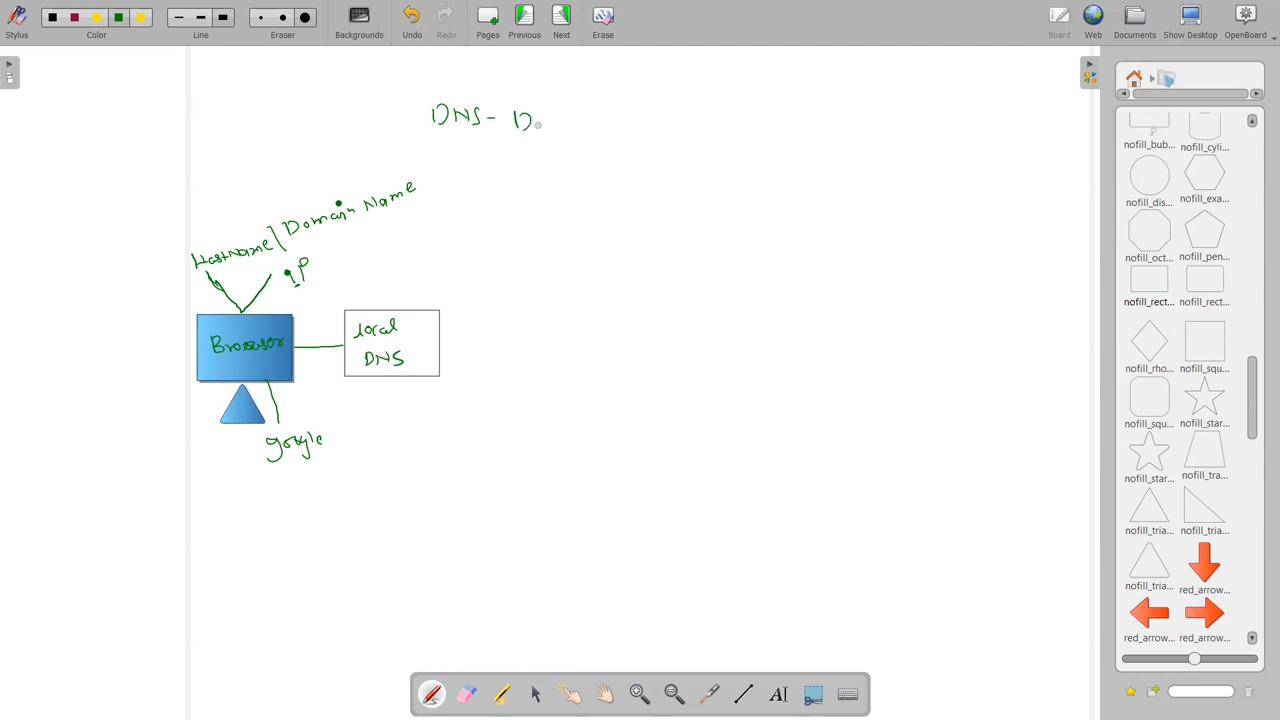 Stylus
Color
Line
Eraser
Backgrounds
Undo
Redo
Pages
Previous
Next
Erase
Board
Web
Documents
Show Desktop
OpenBoard
DNS - D
HostName / Domain Name
IP
Browser
local
DNS
google
nofill_bub...
nofill_cyli...
nofill_dis...
nofill_exa...
nofill_oct...
nofill_pen...
nofill_rect...
nofill_rect...
nofill_rho...
nofill_squ...
nofill_squ...
nofill_star...
nofill_star...
nofill_tra...
nofill_tria...
nofill_tria...
nofill_tria...
red_arrow...
red_arrow...
red_arrow...
AI